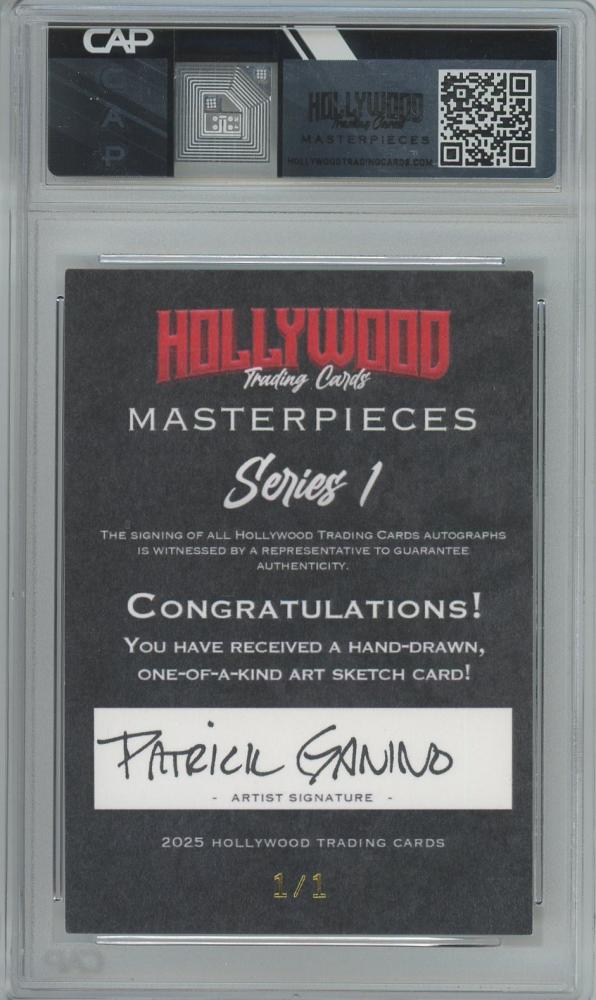 CAP
C
A
P
HOLLYWOOD
Trading Cards
MASTERPIECES
HOLLYWOODTRADINGCARDS.COM
HOLLYWOOD
Trading Cards
MASTERPIECES
Series 1
THE SIGNING OF ALL HOLLYWOOD TRADING CARDS AUTOGRAPHS
IS WITNESSED BY A REPRESENTATIVE TO GUARANTEE
AUTHENTICITY.
CONGRATULATIONS!
YOU HAVE RECEIVED A HAND-DRAWN,
ONE-OF-A-KIND ART SKETCH CARD!
PATRICK GANINO
- ARTIST SIGNATURE -
2025 HOLLYWOOD TRADING CARDS
1/1
CAP